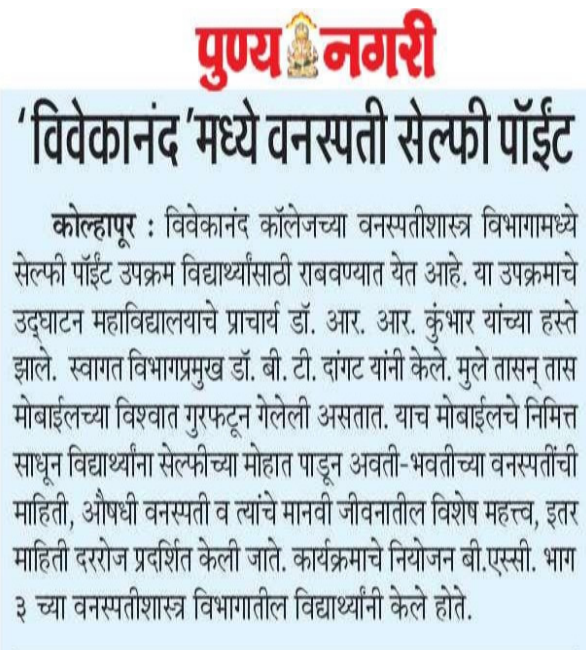 पुण्य नगरी
‘विवेकानंद’मध्ये वनस्पती सेल्फी पॉईंट
कोल्हापूर : विवेकानंद कॉलेजच्या वनस्पतीशास्त्र विभागामध्ये
सेल्फी पॉईंट उपक्रम विद्यार्थ्यांसाठी राबवण्यात येत आहे. या उपक्रमाचे
उद्घाटन महाविद्यालयाचे प्राचार्य डॉ. आर. आर. कुंभार यांच्या हस्ते
झाले. स्वागत विभागप्रमुख डॉ. बी. टी. दांगट यांनी केले. मुले तासन् तास
मोबाईलच्या विश्वात गुरफटून गेलेली असतात. याच मोबाईलचे निमित्त
साधून विद्यार्थ्यांना सेल्फीच्या मोहात पाडून अवती-भवतीच्या वनस्पतींची
माहिती, औषधी वनस्पती व त्यांचे मानवी जीवनातील विशेष महत्त्व, इतर
माहिती दररोज प्रदर्शित केली जाते. कार्यक्रमाचे नियोजन बी.एस्सी. भाग
३ च्या वनस्पतीशास्त्र विभागातील विद्यार्थ्यांनी केले होते.